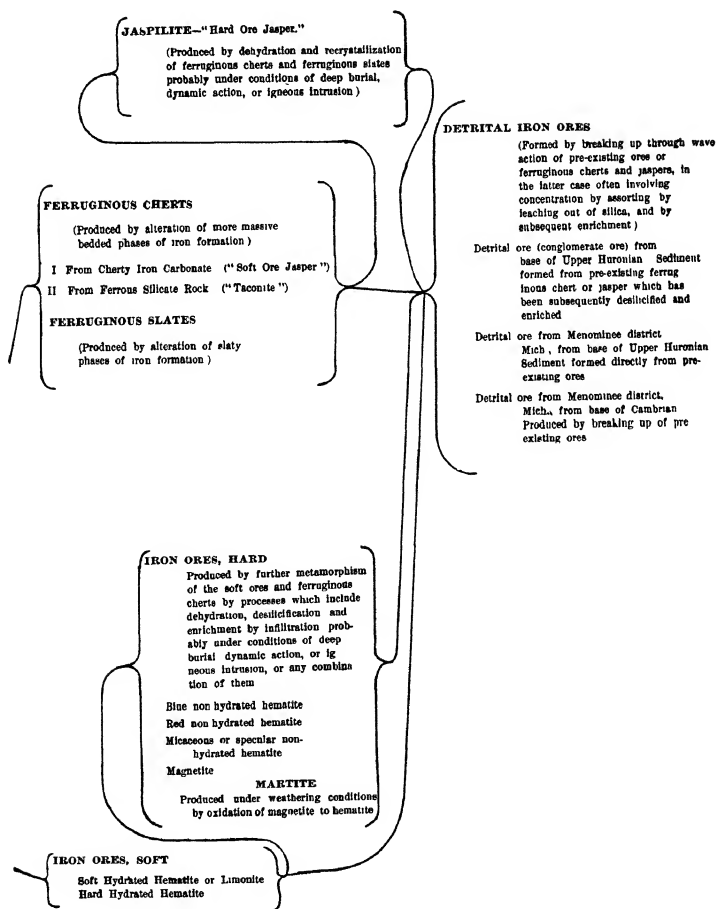 JASPILITE—"Hard Ore Jasper."
(Produced by dehydration and recrystallization
of ferruginous cherts and ferruginous slates
probably under conditions of deep burial,
dynamic action, or igneous intrusion)
FERRUGINOUS CHERTS
(Produced by alteration of more massive
bedded phases of iron formation)
I From Cherty Iron Carbonate ("Soft Ore Jasper")
II From Ferrous Silicate Rock ("Taconite")
FERRUGINOUS SLATES
(Produced by alteration of slaty
phases of iron formation)
DETRITAL IRON ORES
(Formed by breaking up through wave
action of pre-existing ores or
ferruginous cherts and jaspers, in
the latter case often involving
concentration by assorting by
leaching out of silica, and by
subsequent enrichment)
Detrital ore (conglomerate ore) from
base of Upper Huronian Sediment
formed from pre-existing ferrug
inous chert or jasper which has
been subsequently desilicified and
enriched
Detrital ore from Menominee district
Mich, from base of Upper Huronian
Sediment formed directly from pre-
existing ores
Detrital ore from Menominee district,
Mich., from base of Cambrian
Produced by breaking up of pre
existing ores
IRON ORES, HARD
Produced by further metamorphism
of the soft ores and ferruginous
cherts by processes which include
dehydration, desilicification and
enrichment by infiltration prob-
ably under conditions of deep
burial dynamic action, or ig
neous intrusion, or any combina
tion of them
Blue non hydrated hematite
Red non hydrated hematite
Micaceous or specular non-
hydrated hematite
Magnetite
MARTITE
Produced under weathering conditions
by oxidation of magnetite to hematite
IRON ORES, SOFT
Soft Hydrated Hematite or Limonite
Hard Hydrated Hematite